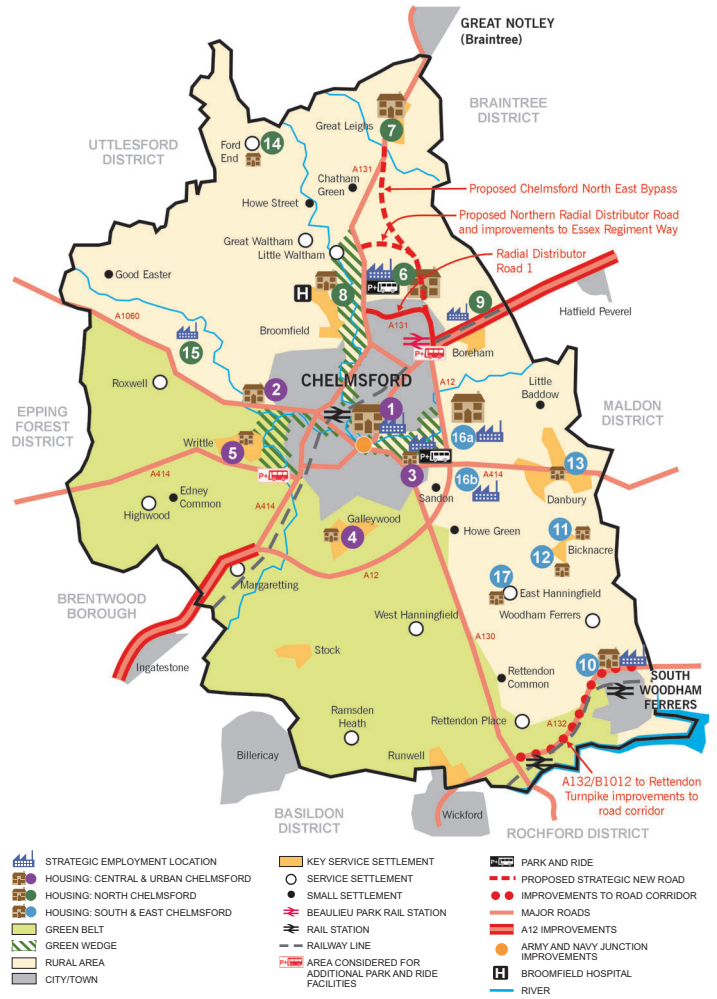 GREAT NOTLEY
(Braintree)
BRAINTREE
DISTRICT
UTTLESFORD
DISTRICT
Great Leighs
7
Ford
End
14
A131
Chatham
Green
Proposed Chelmsford North East Bypass
Howe Street
Proposed Northern Radial Distributor Road
and improvements to Essex Regiment Way
Great Waltham
Little Waltham
Radial Distributor
Road 1
Good Easter
6
P+
H
8
9
Hatfield Peverel
A1060
Broomfield
A131
15
Boreham
P+
Roxwell
CHELMSFORD
A12
Little
Baddow
2
1
EPPING
FOREST
DISTRICT
MALDON
DISTRICT
Writtle
5
16a
P+
3
A414
13
A414
P+
16b
Sandon
Danbury
Edney
Common
A414
Highwood
Galleywood
4
Howe Green
11
Bicknacre
12
A12
17
Margaretting
East Hanningfield
BRENTWOOD
BOROUGH
West Hanningfield
Woodham Ferrers
A130
Stock
10
Ingatestone
Rettendon
Common
SOUTH
WOODHAM
FERRERS
Ramsden
Heath
Rettendon Place
A132
Billericay
Runwell
A132/B1012 to Rettendon
Turnpike improvements to
road corridor
Wickford
BASILDON
DISTRICT
ROCHFORD DISTRICT
STRATEGIC EMPLOYMENT LOCATION
HOUSING: CENTRAL & URBAN CHELMSFORD
HOUSING: NORTH CHELMSFORD
HOUSING: SOUTH & EAST CHELMSFORD
GREEN BELT
GREEN WEDGE
RURAL AREA
CITY/TOWN
KEY SERVICE SETTLEMENT
SERVICE SETTLEMENT
SMALL SETTLEMENT
BEAULIEU PARK RAIL STATION
RAIL STATION
RAILWAY LINE
P+
AREA CONSIDERED FOR
ADDITIONAL PARK AND RIDE
FACILITIES
P+
PARK AND RIDE
PROPOSED STRATEGIC NEW ROAD
IMPROVEMENTS TO ROAD CORRIDOR
MAJOR ROADS
A12 IMPROVEMENTS
ARMY AND NAVY JUNCTION
IMPROVEMENTS
H
BROOMFIELD HOSPITAL
RIVER